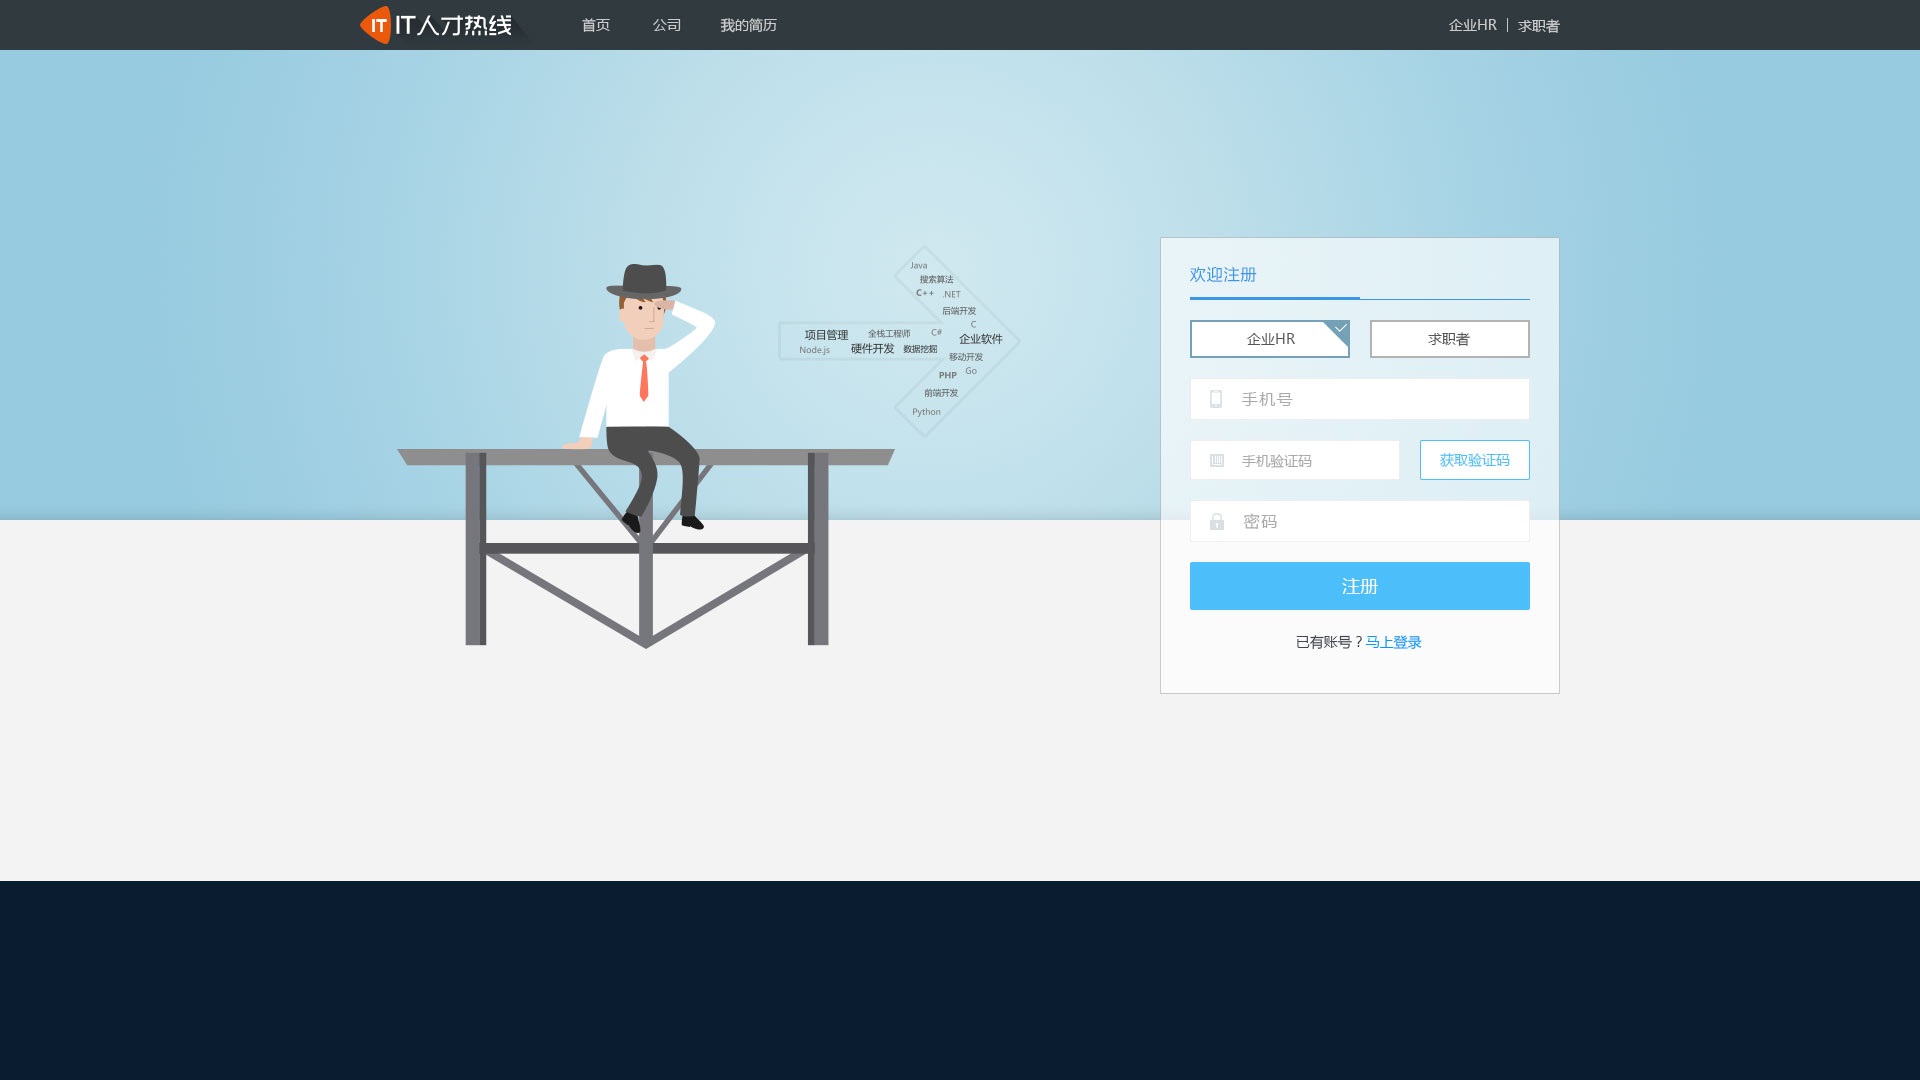 IT IT人才热线 首页 公司 我的简历 企业HR | 求职者
Java
搜索算法
C++ .NET
后端开发
C
项目管理 全栈工程师 C# 企业软件
Node.js 硬件开发 数据挖掘
移动开发
PHP Go
前端开发
Python
欢迎注册
企业HR 求职者
手机号
手机验证码 获取验证码
密码
注册
已有账号？马上登录